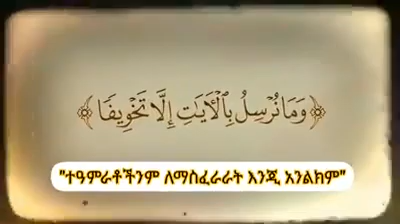 ﴿وَمَا نُرْسِلُ بِالْآيَاتِ إِلَّا تَخْوِيفًا﴾
"ተዓምራቶችንም ለማስፈራራት እንጂ አንልክም"